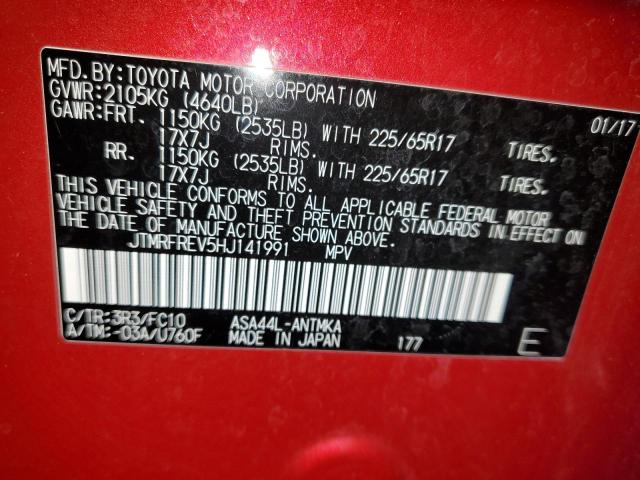 MFD.BY:TOYOTA MOTOR CORPORATION 01/17
GVWR:2105KG (4640LB)
GAWR:FRT. 1150KG (2535LB) WITH 225/65R17 TIRES.
17X7J RIMS.
RR. 1150KG (2535LB) WITH 225/65R17 TIRES.
17X7J RIMS.
THIS VEHICLE CONFORMS TO ALL APPLICABLE FEDERAL MOTOR
VEHICLE SAFETY AND THEFT PREVENTION STANDARDS IN EFFECT ON
THE DATE OF MANUFACTURE SHOWN ABOVE.
JTMRFREV5HJ141991 MPV
C/TR:3R3/FC10 ASA44L-ANTMKA
A/TM:-03A/U760F MADE IN JAPAN 177 E